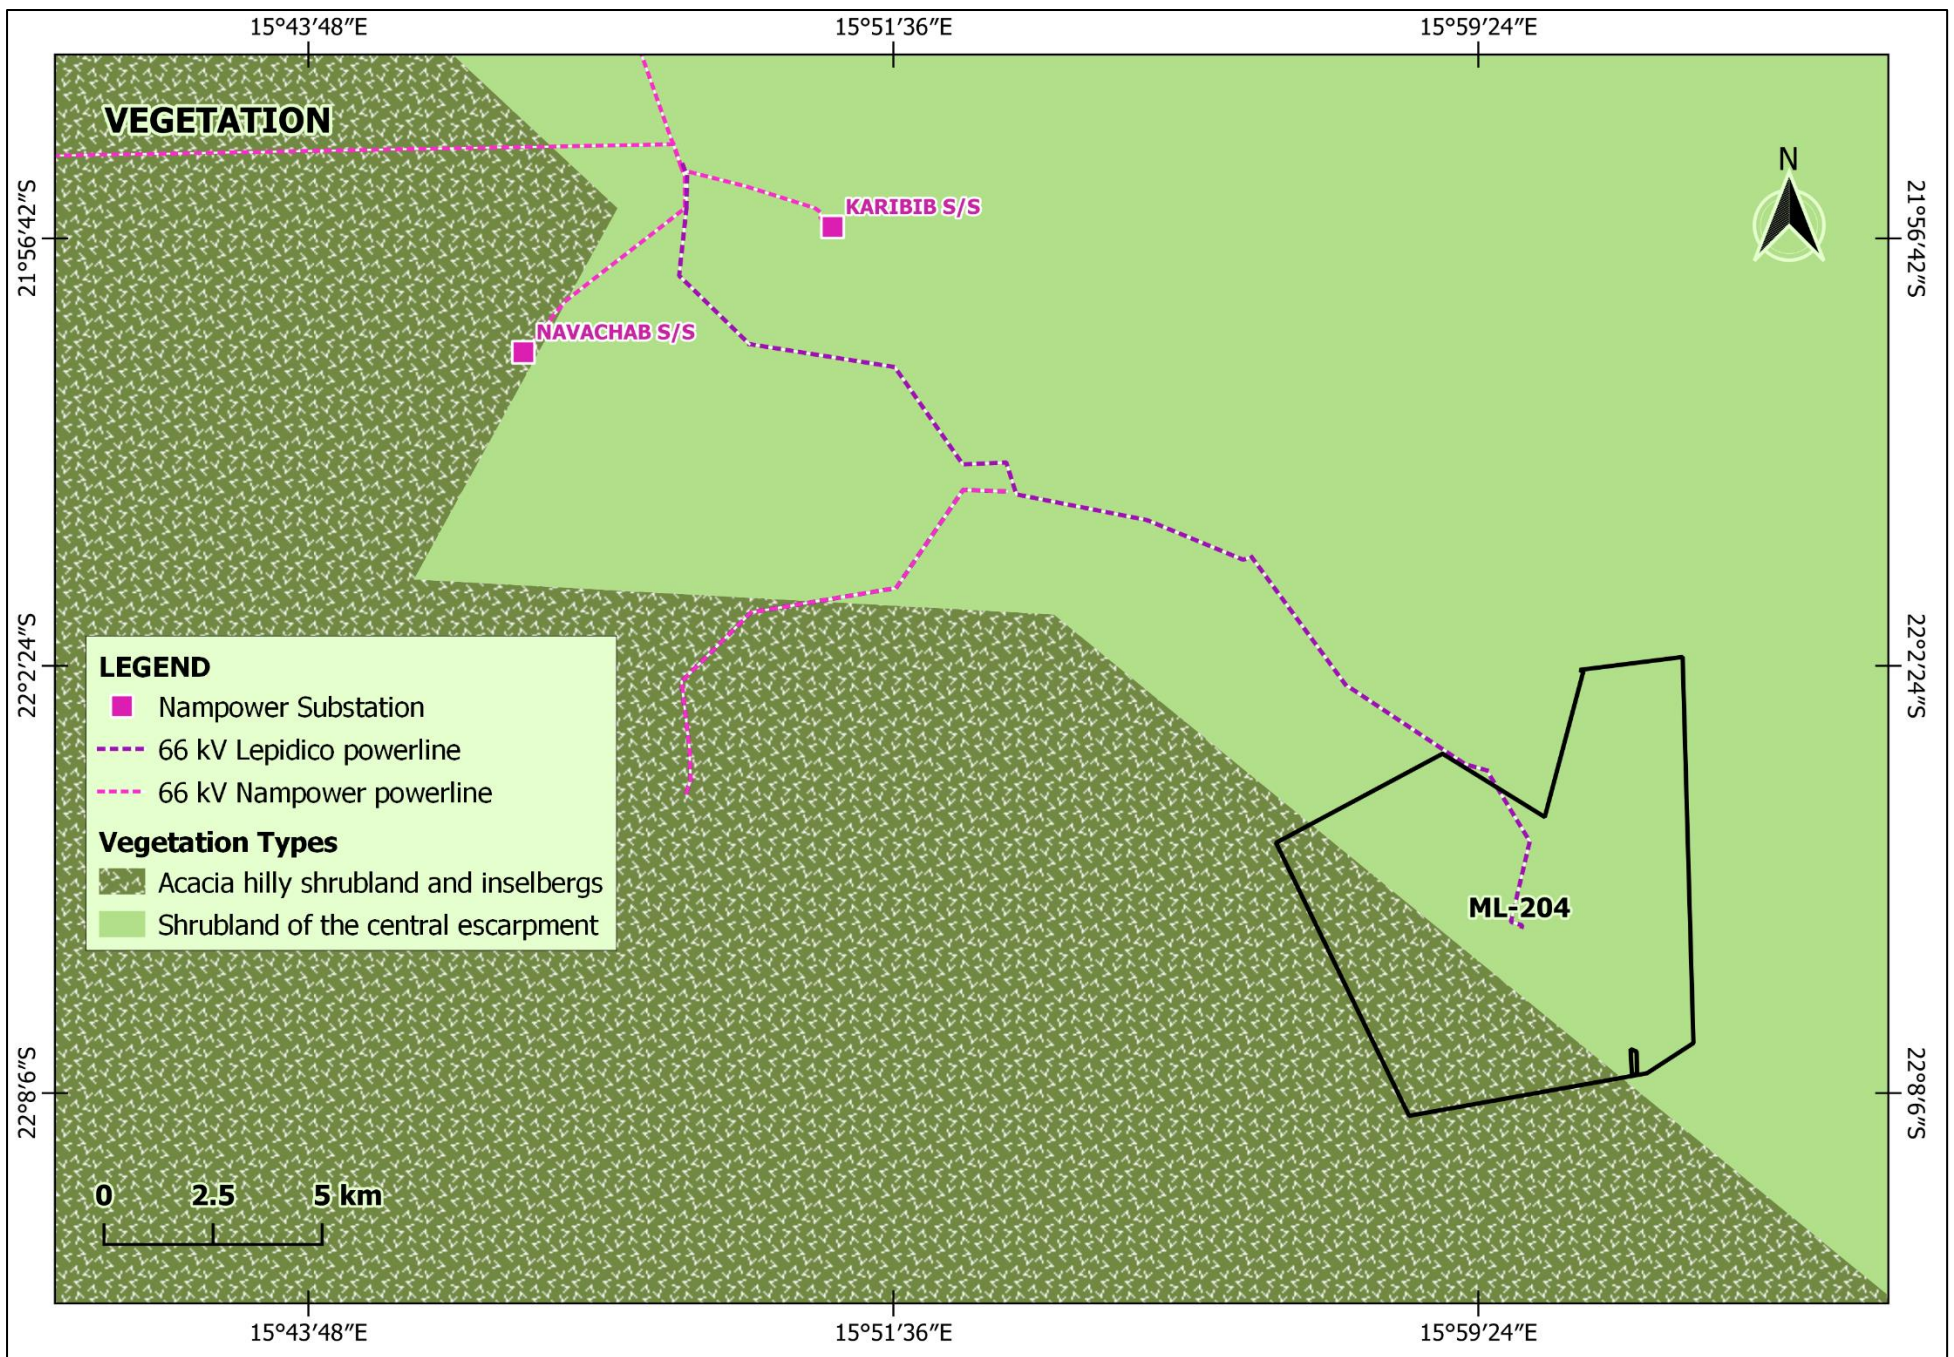 15°43′48″E
15°51′36″E
15°59′24″E
VEGETATION
N
KARIBIB S/S
21°56′42″S
21°56′42″S
NAVACHAB S/S
22°2′24″S
22°2′24″S
LEGEND
Nampower Substation
66 kV Lepidico powerline
66 kV Nampower powerline
Vegetation Types
Acacia hilly shrubland and inselbergs
Shrubland of the central escarpment
ML-204
22°8′6″S
22°8′6″S
0 2.5 5 km
15°43′48″E
15°51′36″E
15°59′24″E